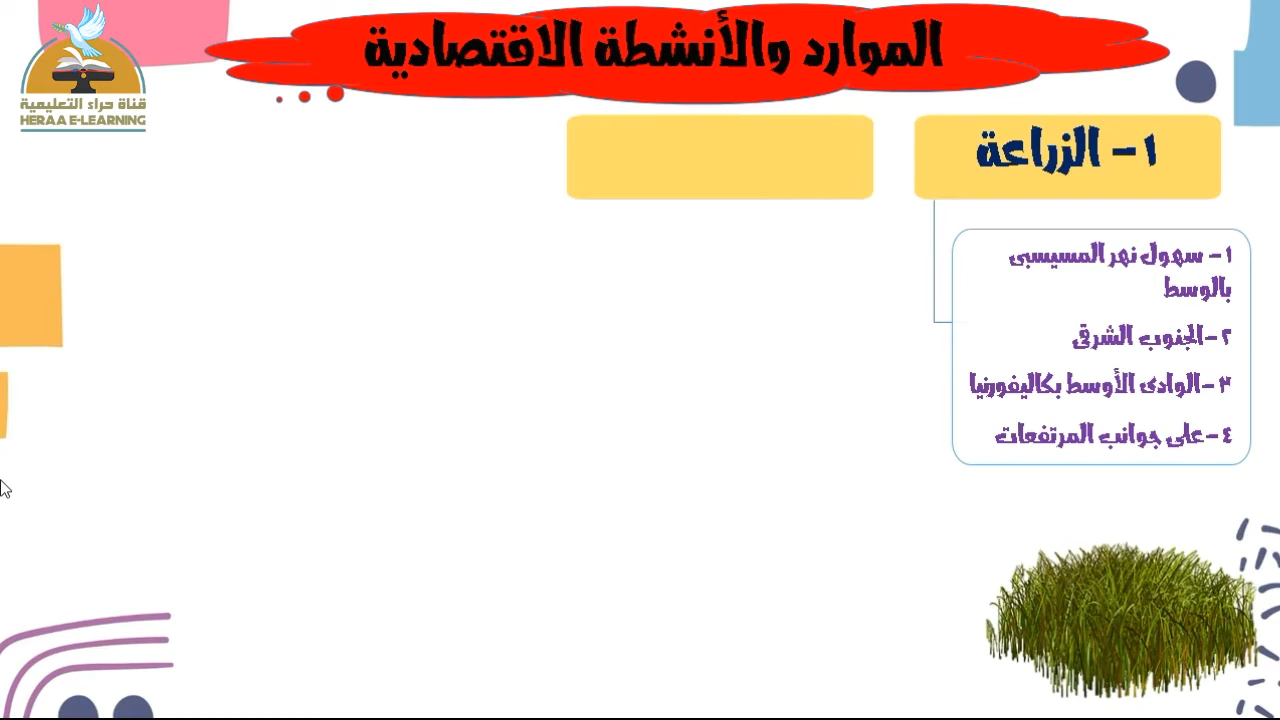 الموارد والأنشطة الاقتصادية
قناة حراء التعليمية
HERAA E-LEARNING
١- الزراعة
١- سهول نهر المسيسبى
بالوسط
٢-الجنوب الشرقى
٣-الوادى الأوسط بكاليفورنيا
٤-على جوانب المرتفعات